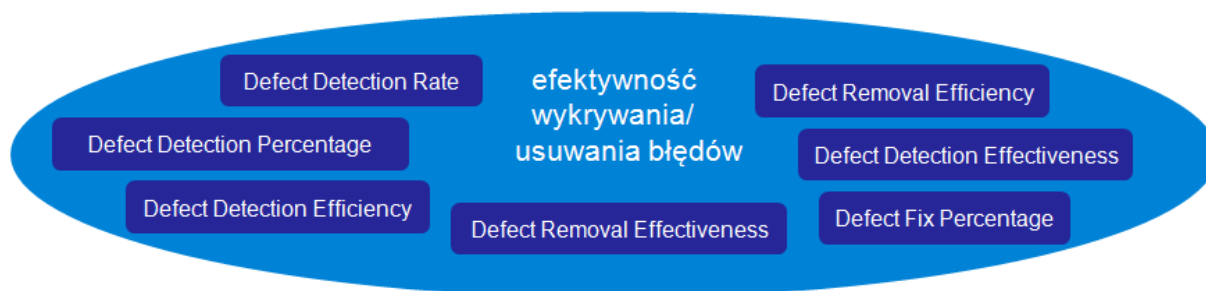 Defect Detection Rate
efektywność
wykrywania/
usuwania błędów
Defect Removal Efficiency
Defect Detection Percentage
Defect Detection Effectiveness
Defect Detection Efficiency
Defect Removal Effectiveness
Defect Fix Percentage